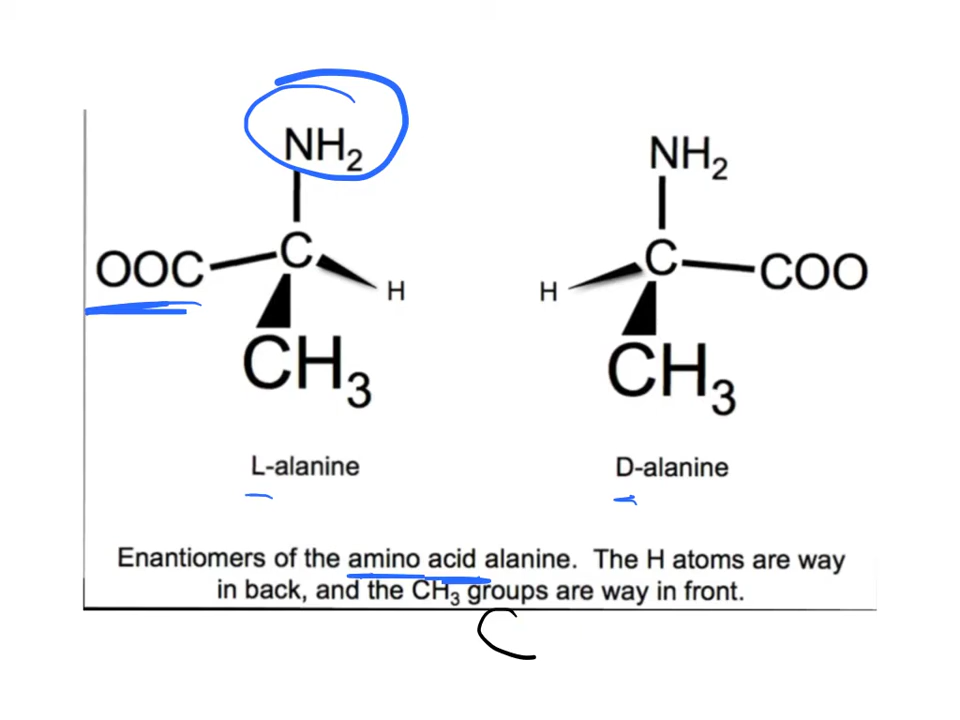 NH2 NH2
OOC C H H C COO
CH3 CH3
L-alanine D-alanine
Enantiomers of the amino acid alanine. The H atoms are way
in back, and the CH3 groups are way in front.
C